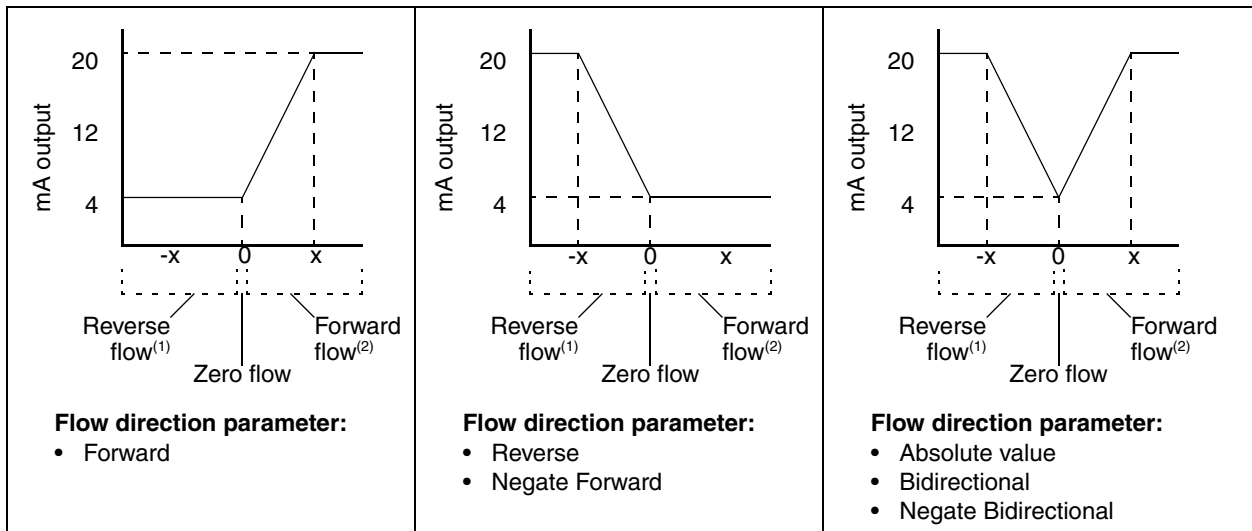 20
12
4
mA output
-x 0 x
Reverse flow(1)
Forward flow(2)
Zero flow
Flow direction parameter:
• Forward
20
12
4
mA output
-x 0 x
Reverse flow(1)
Forward flow(2)
Zero flow
Flow direction parameter:
• Reverse
• Negate Forward
20
12
4
mA output
-x 0 x
Reverse flow(1)
Forward flow(2)
Zero flow
Flow direction parameter:
• Absolute value
• Bidirectional
• Negate Bidirectional